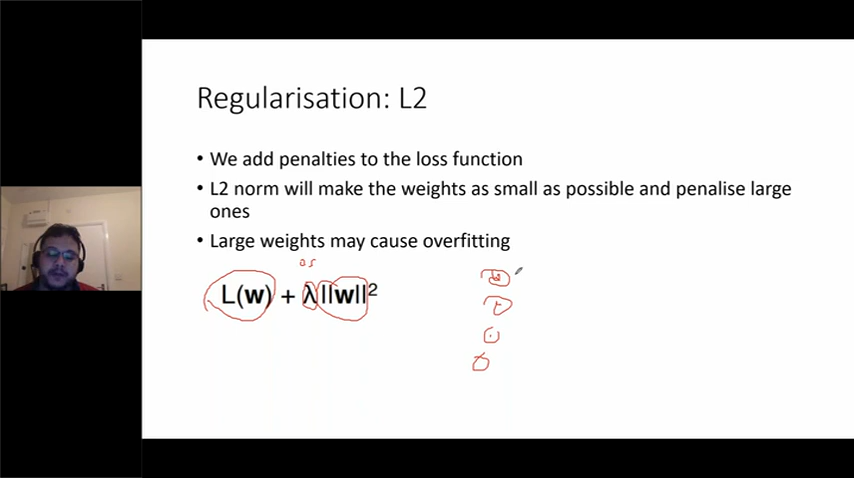 Regularisation: L2
• We add penalties to the loss function
• L2 norm will make the weights as small as possible and penalise large
ones
• Large weights may cause overfitting
L(w) + λ||w||²